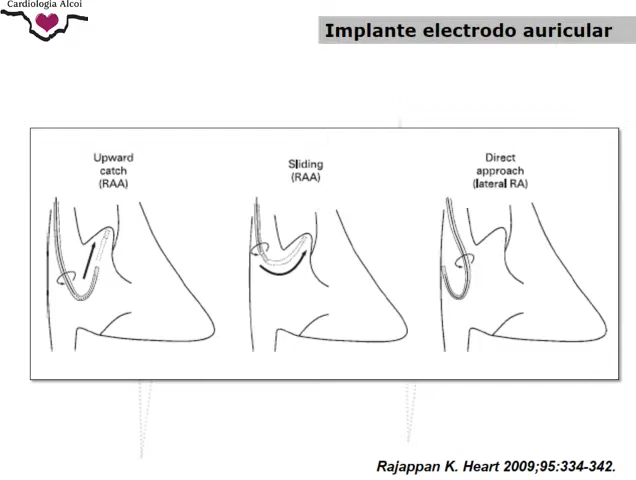 Cardiología Alcoi
Implante electrodo auricular
Upward
catch
(RAA)
Sliding
(RAA)
Direct
approach
(lateral RA)
Rajappan K. Heart 2009;95:334-342.